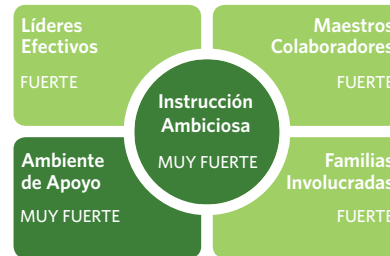 Líderes
Efectivos
FUERTE
Maestros
Colaboradores
FUERTE
Instrucción
Ambiciosa
MUY FUERTE
Ambiente
de Apoyo
MUY FUERTE
Familias
Involucradas
FUERTE